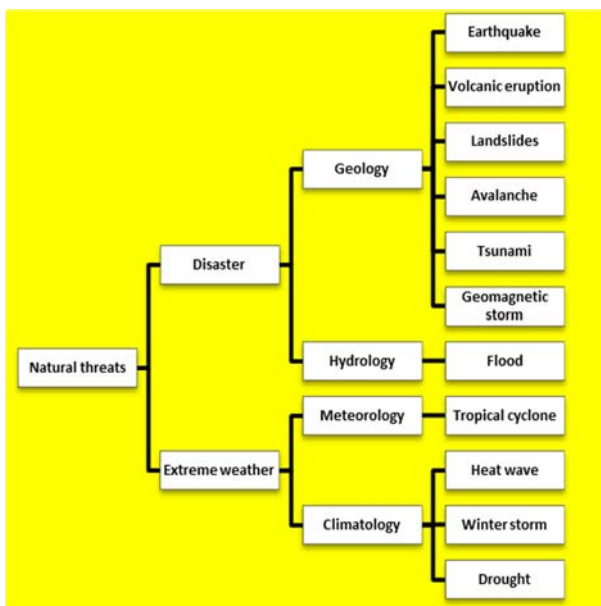 Earthquake
Volcanic eruption
Landslides
Geology
Avalanche
Disaster
Tsunami
Geomagnetic
storm
Natural threats
Hydrology
Flood
Meteorology
Tropical cyclone
Extreme weather
Heat wave
Climatology
Winter storm
Drought